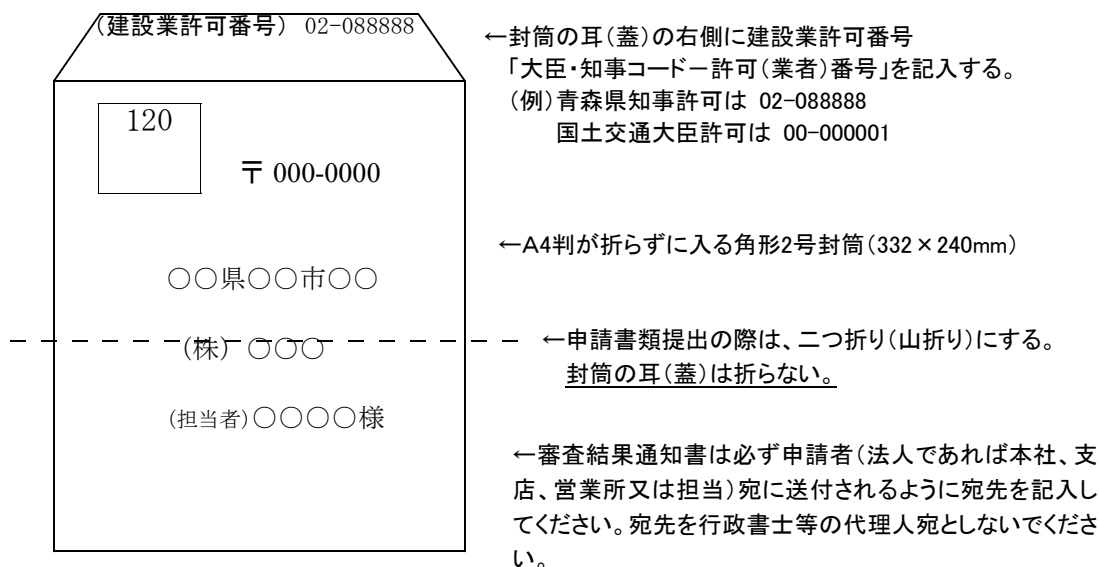 (建設業許可番号) 02-088888
←封筒の耳(蓋)の右側に建設業許可番号
「大臣・知事コード－許可(業者)番号」を記入する。
(例)青森県知事許可は 02-088888
国土交通大臣許可は 00-000001
120
〒 000-0000
←A4判が折らずに入る角形2号封筒(332×240mm)
○○県○○市○○
(株) ○○○
←申請書類提出の際は、二つ折り(山折り)にする。
封筒の耳(蓋)は折らない。
(担当者)○○○○様
←審査結果通知書は必ず申請者(法人であれば本社、支
店、営業所又は担当)宛に送付されるように宛先を記入し
てください。宛先を行政書士等の代理人宛としないでくださ
い。